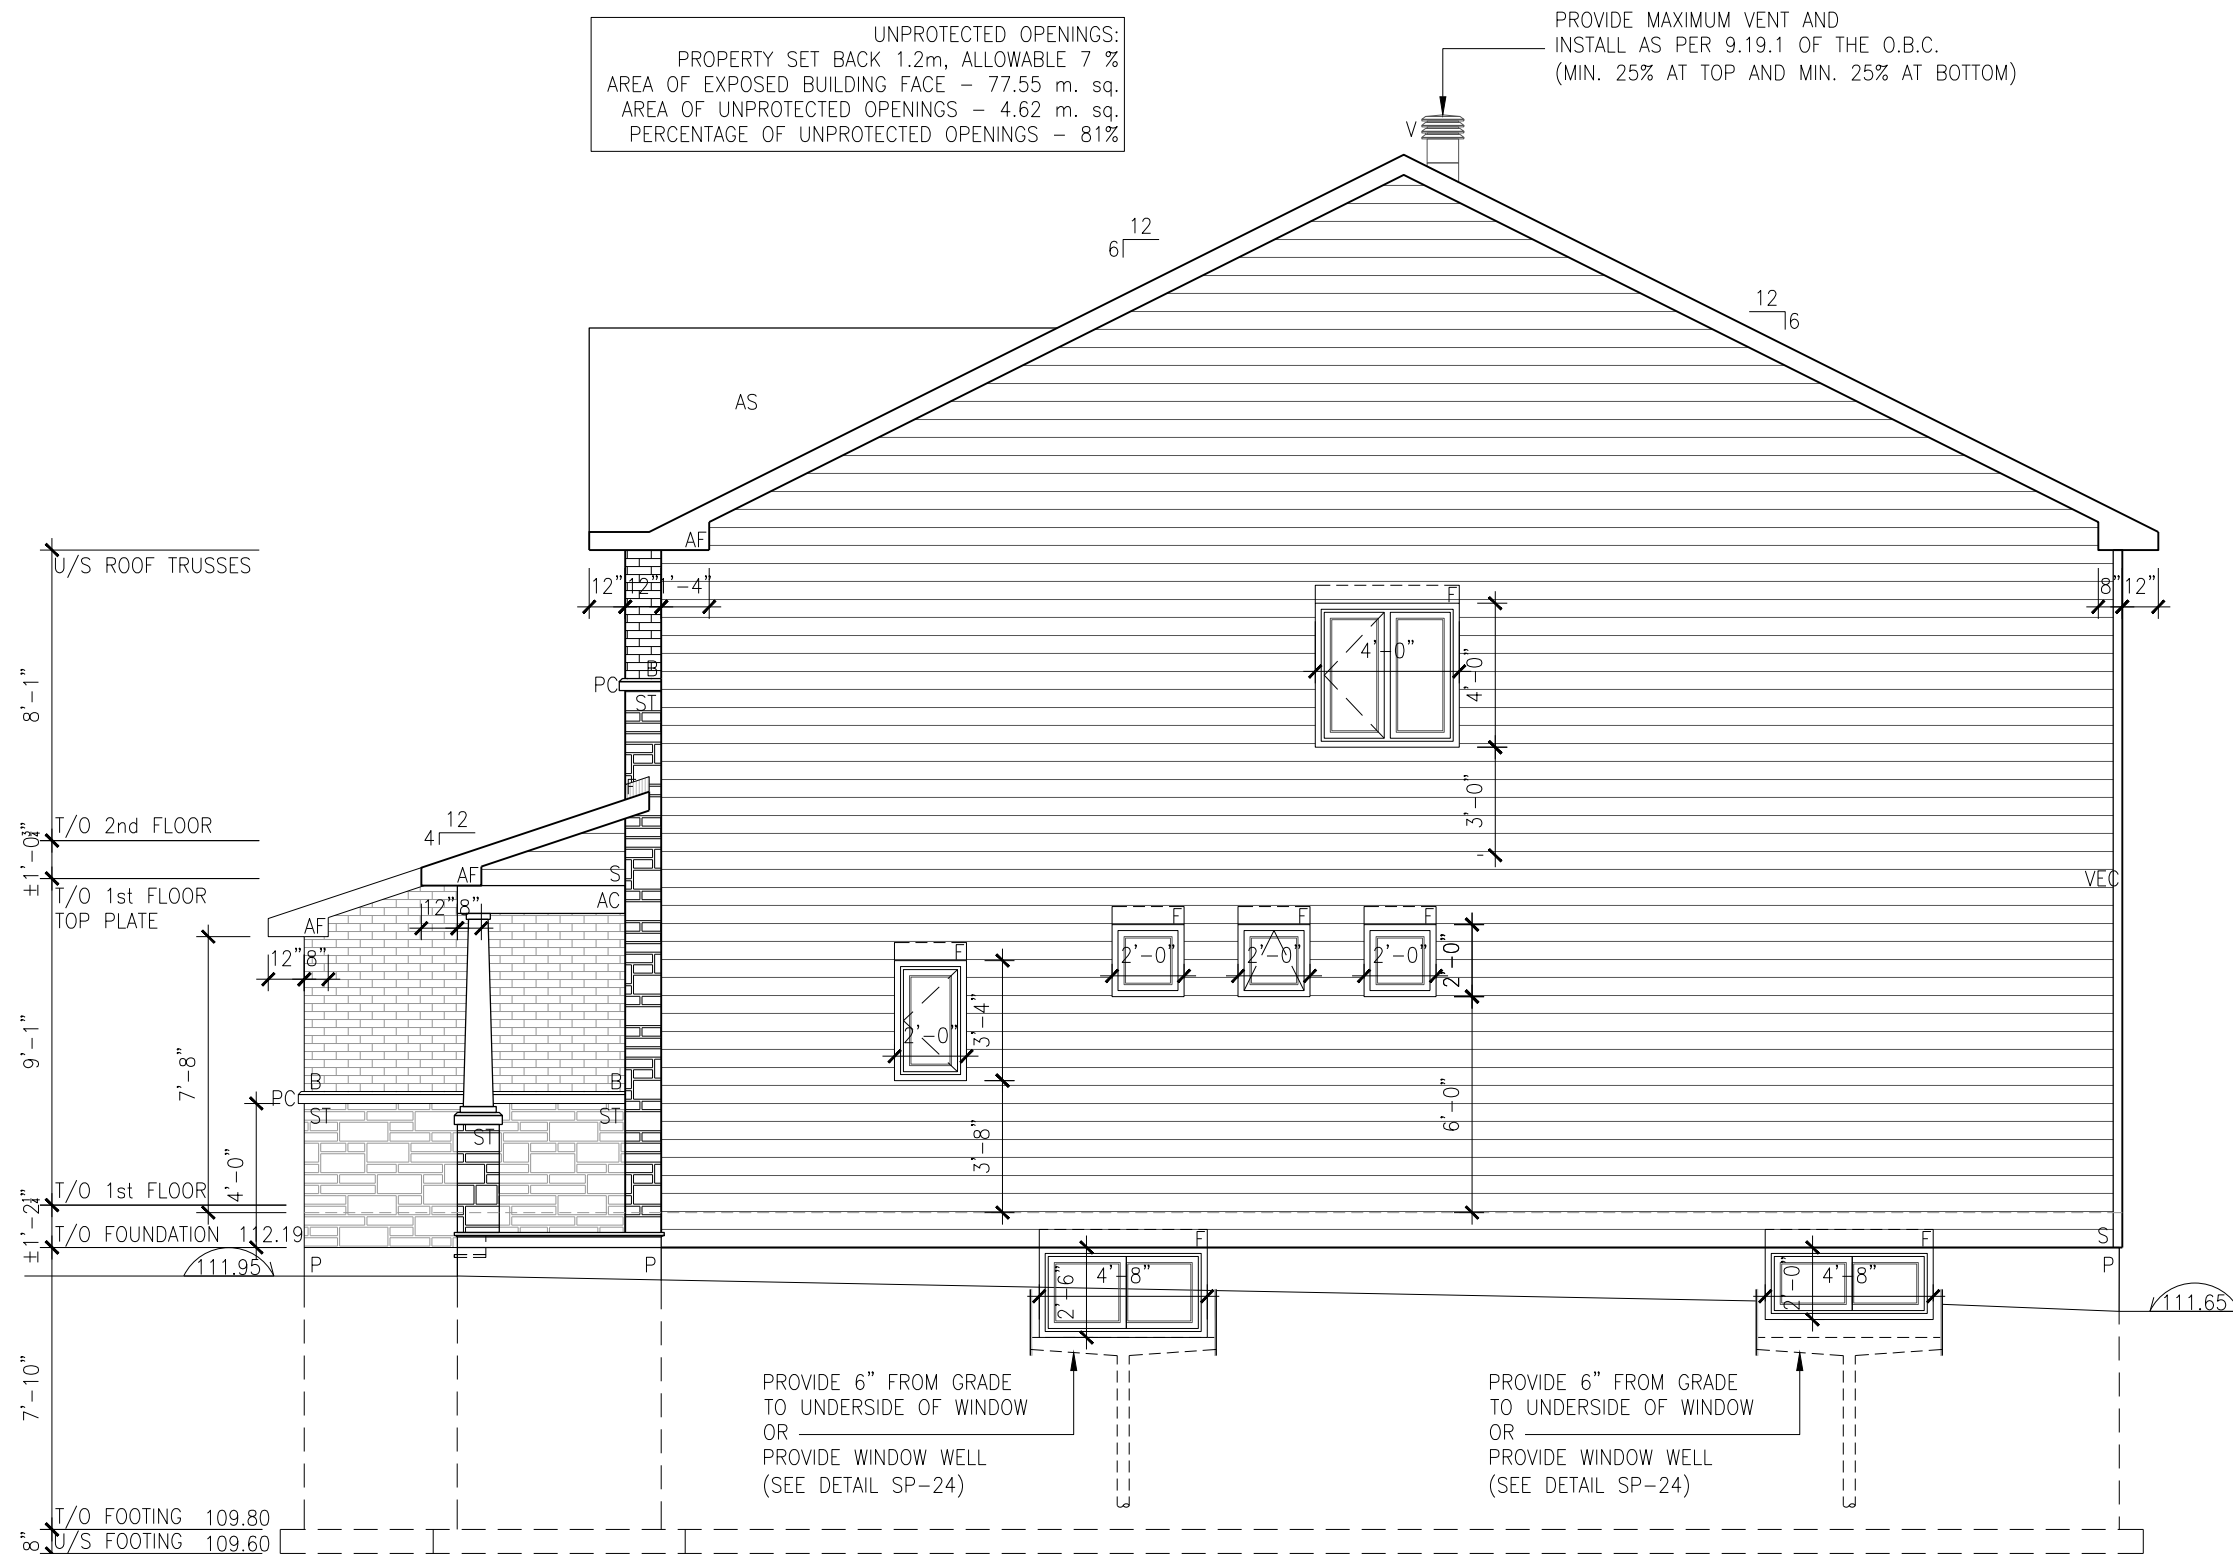 UNPROTECTED OPENINGS:
PROPERTY SET BACK 1.2m, ALLOWABLE 7 %
AREA OF EXPOSED BUILDING FACE – 77.55 m. sq.
AREA OF UNPROTECTED OPENINGS – 4.62 m. sq.
PERCENTAGE OF UNPROTECTED OPENINGS – 81%
PROVIDE MAXIMUM VENT AND
INSTALL AS PER 9.19.1 OF THE O.B.C.
(MIN. 25% AT TOP AND MIN. 25% AT BOTTOM)
V
12
6
12
6
AS
AF
U/S ROOF TRUSSES
12"
12"
1'-4"
8"
12"
F
4'-0"
4'-0"
B
PC
ST
8'-1"
3'-0"
F
12
4
T/O 2nd FLOOR
±1'-0¾"
AF
S
VEC
T/O 1st FLOOR
TOP PLATE
AC
12"
8"
AF
F
F
F
2'-0"
2'-0"
2'-0"
2'-0"
12"
8"
F
2'-0"
3'-4"
9'-1"
7'-8"
B
B
PC
ST
ST
ST
3'-8"
6'-0"
4'-0"
T/O 1st FLOOR
±1'-2¼"
T/O FOUNDATION 112.19
F
F
S
P
P
P
111.95
2'-6"
4'-8"
2'-0"
4'-8"
111.65
7'-10"
PROVIDE 6" FROM GRADE
TO UNDERSIDE OF WINDOW
OR
PROVIDE WINDOW WELL
(SEE DETAIL SP-24)
PROVIDE 6" FROM GRADE
TO UNDERSIDE OF WINDOW
OR
PROVIDE WINDOW WELL
(SEE DETAIL SP-24)
T/O FOOTING 109.80
8"
U/S FOOTING 109.60